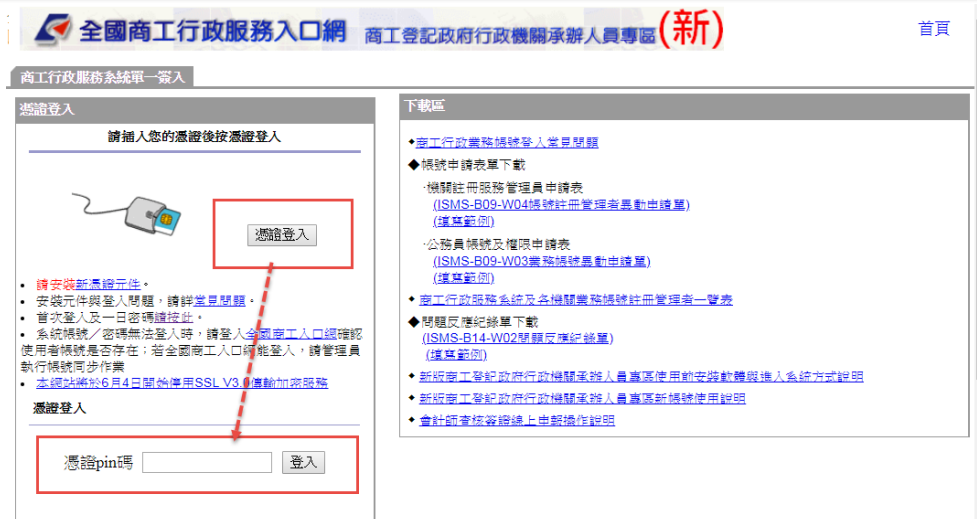 全國商工行政服務入口網 商工登記政府行政機關承辦人員專區(新)
首頁
商工行政服務系統單一簽入
憑證登入
請插入您的憑證後按憑證登入
憑證登入
請安裝新憑證元件。
安裝元件與登入問題，請詳常見問題。
首次登入及一日密碼請按此。
系統帳號／密碼無法登入時，請登入全國商工入口網確認
使用者帳號是否存在；若全國商工入口網能登入，請管理員
執行帳號同步作業
本網站將於6月4日開始停用SSL V3.0傳輸加密服務
憑證登入
憑證pin碼
登入
下載區
商工行政業務帳號登入常見問題
◆帳號申請表單下載
‧機關註冊服務管理員申請表
(ISMS-B09-W04帳號註冊管理者異動申請單)
(填寫範例)
‧公務員帳號及權限申請表
(ISMS-B09-W03業務帳號異動申請單)
(填寫範例)
商工行政服務系統及各機關業務帳號註冊管理者一覽表
◆問題反應紀錄單下載
(ISMS-B14-W02問題反應紀錄單)
(填寫範例)
新版商工登記政府行政機關承辦人員專區使用前安裝軟體與進入系統方式說明
新版商工登記政府行政機關承辦人員專區新帳號使用說明
會計師查核簽證線上申報操作說明